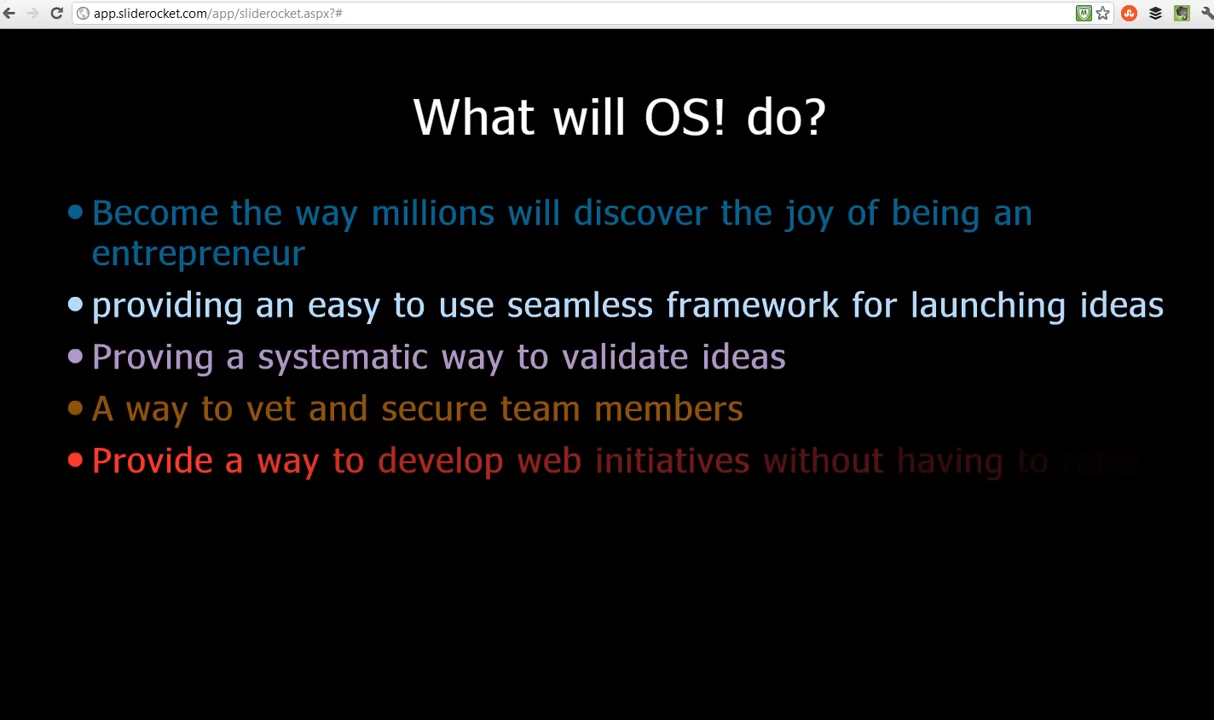 app.sliderocket.com/app/sliderocket.aspx?#
What will OS! do?
• Become the way millions will discover the joy of being an
entrepreneur
• providing an easy to use seamless framework for launching ideas
• Proving a systematic way to validate ideas
• A way to vet and secure team members
• Provide a way to develop web initiatives without having to